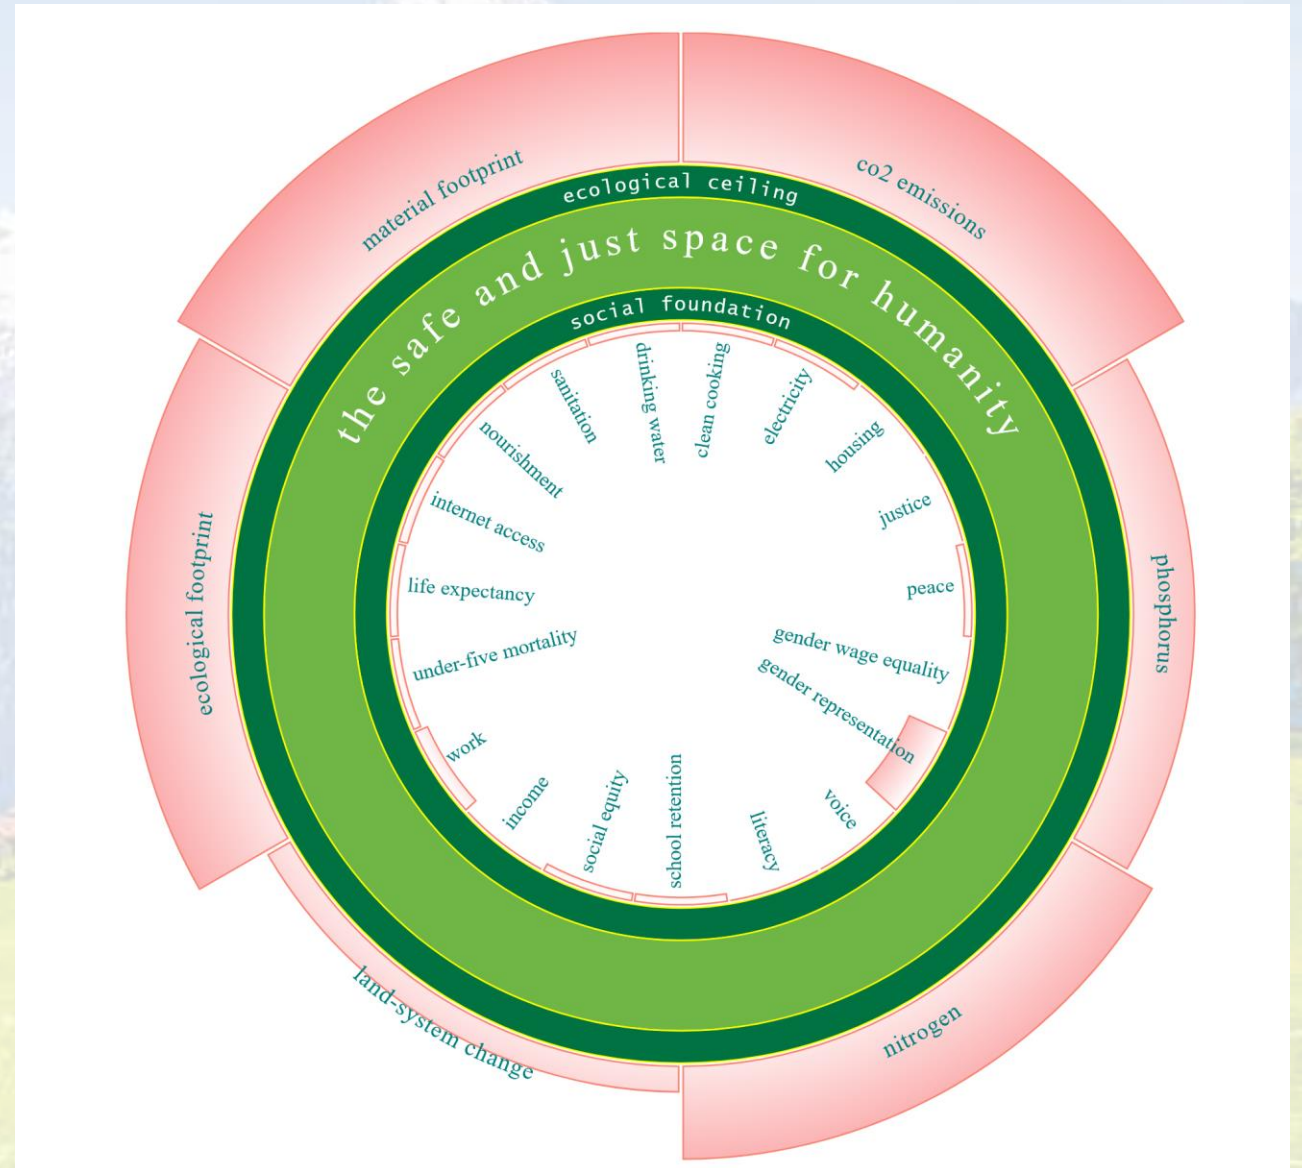 material footprint
co2 emissions
ecological ceiling
the safe and just space for humanity
social foundation
drinking water
clean cooking
sanitation
electricity
nourishment
housing
internet access
justice
ecological footprint
life expectancy
peace
phosphorus
under-five mortality
gender wage equality
gender representation
work
income
social equity
school retention
literacy
voice
land-system change
nitrogen